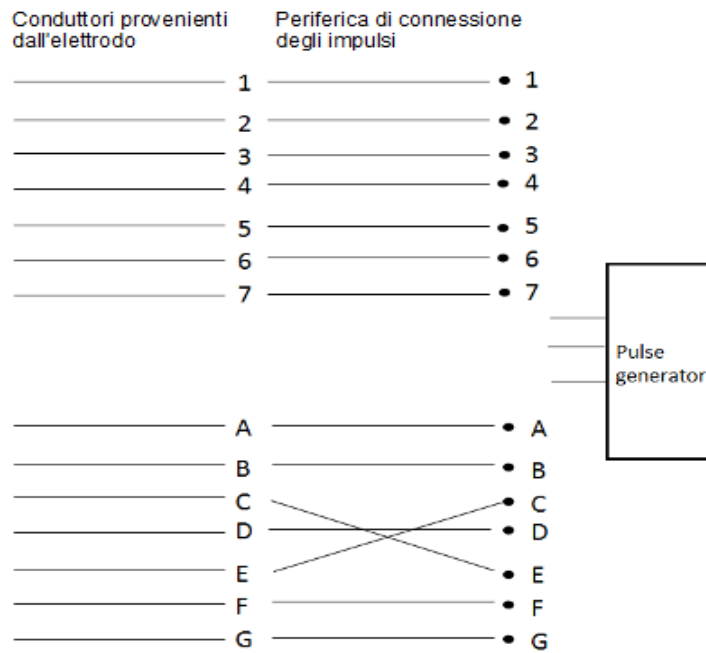 Conduttori provenienti
dall'elettrodo
Periferica di connessione
degli impulsi
1 1
2 2
3 3
4 4
5 5
6 6
7 7
Pulse
generator
A A
B B
C C
D D
E E
F F
G G